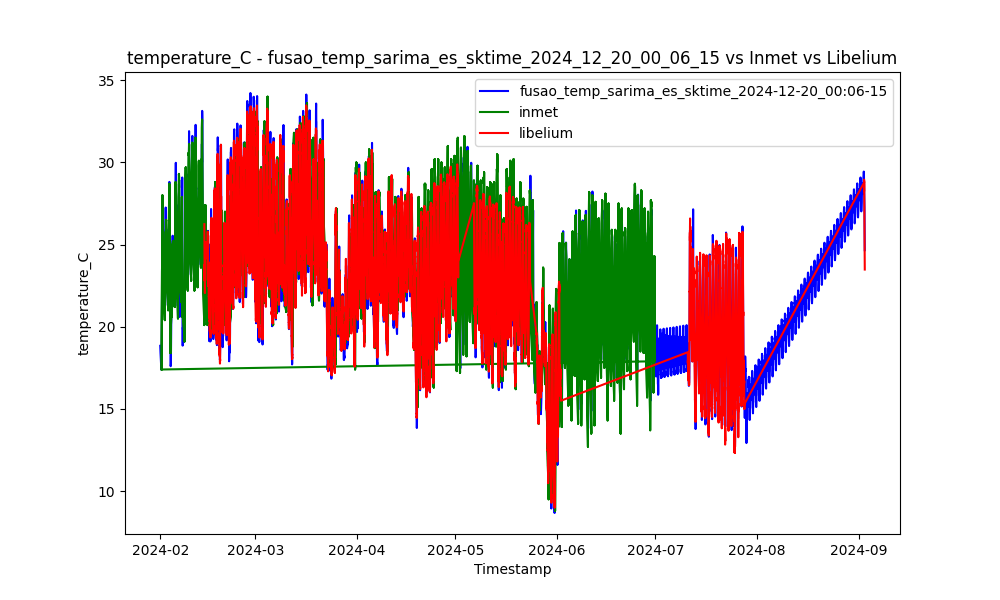 temperature_C - fusao_temp_sarima_es_sktime_2024_12_20_00_06_15 vs Inmet vs Libelium
fusao_temp_sarima_es_sktime_2024-12-20_00:06-15
inmet
libelium
temperature_C
35
30
25
20
15
10
2024-02 2024-03 2024-04 2024-05 2024-06 2024-07 2024-08 2024-09
Timestamp